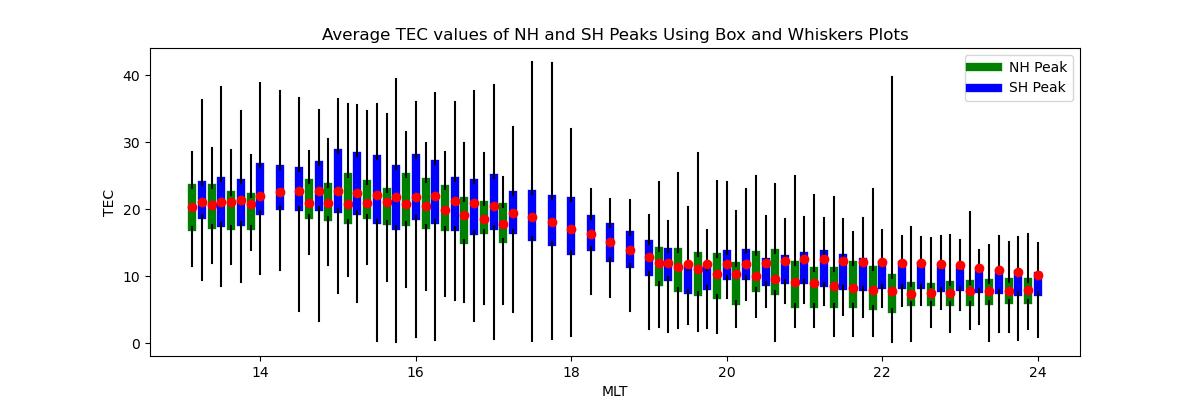 Average TEC values of NH and SH Peaks Using Box and Whiskers Plots
NH Peak
SH Peak
40
30
20
10
0
TEC
14 16 18 20 22 24
MLT